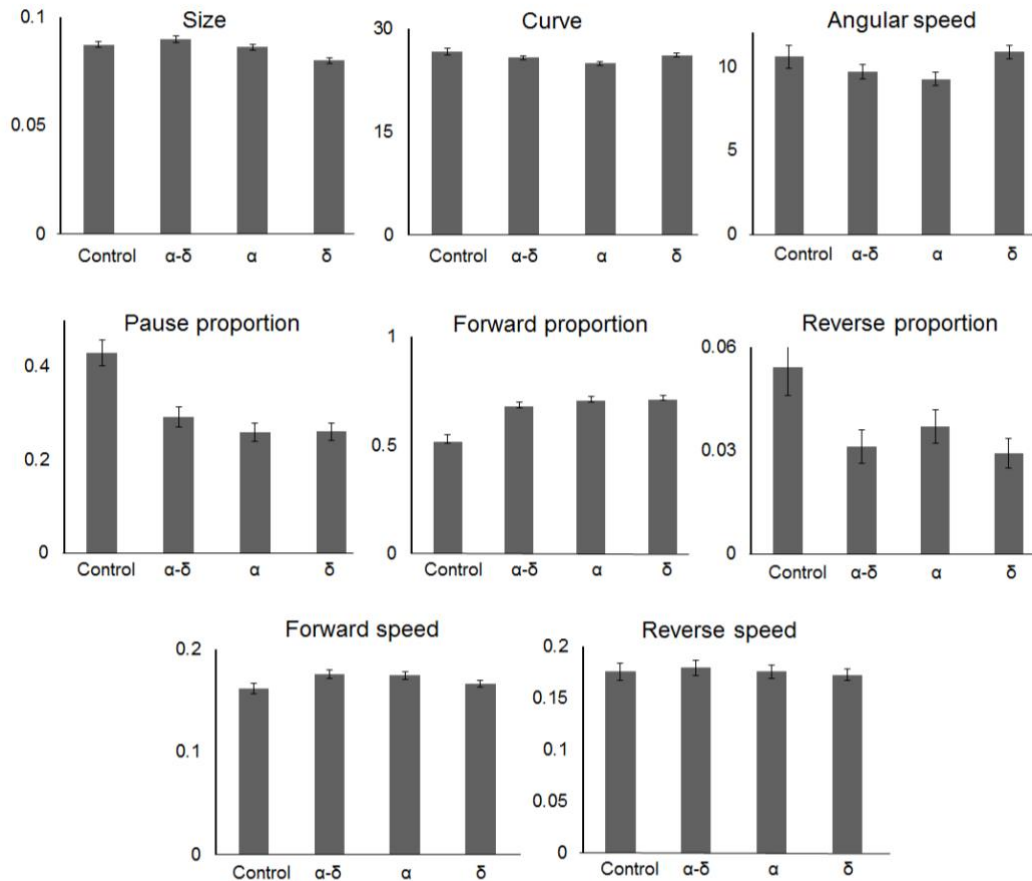 Size
0.1
0.05
0
Control α-δ α δ
Curve
30
15
0
Control α-δ α δ
Angular speed
10
5
0
Control α-δ α δ
Pause proportion
0.4
0.2
0
Control α-δ α δ
Forward proportion
1
0.5
0
Control α-δ α δ
Reverse proportion
0.06
0.03
0
Control α-δ α δ
Forward speed
0.2
0.1
0
Control α-δ α δ
Reverse speed
0.2
0.15
0.1
0.05
0
Control α-δ α δ